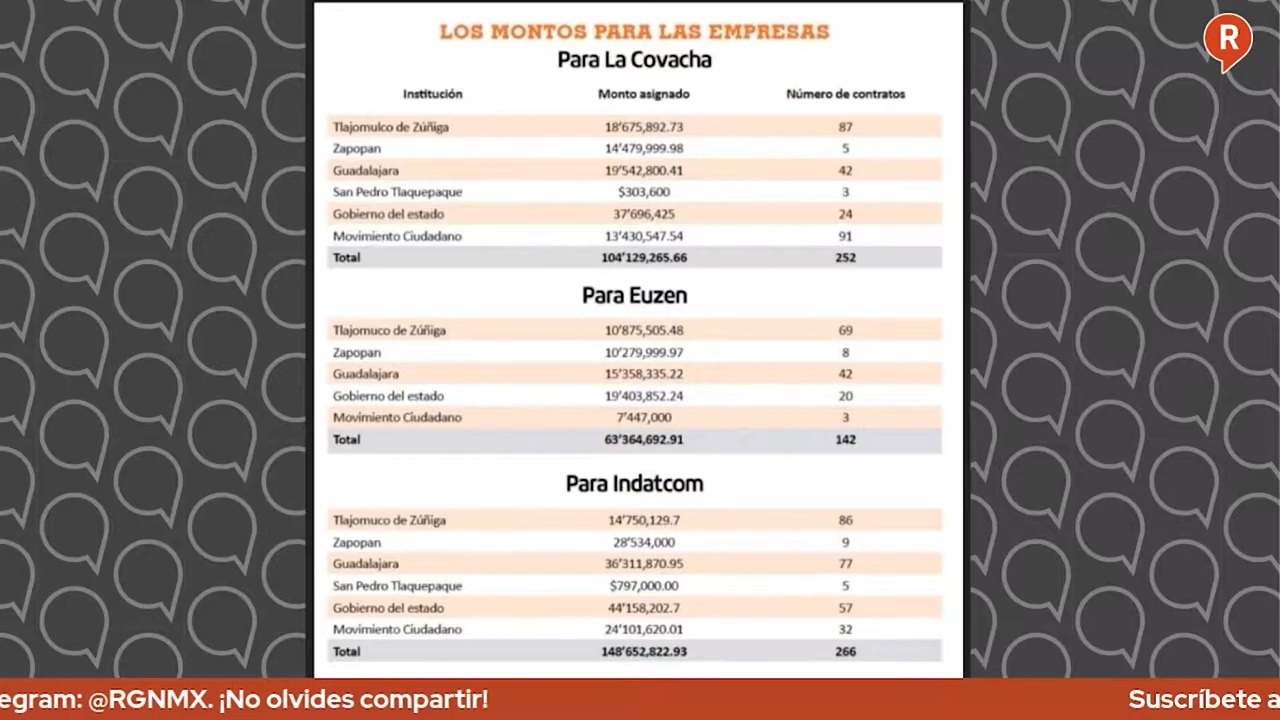 LOS MONTOS PARA LAS EMPRESAS
R
Para La Covacha
Institución Monto asignado Número de contratos
Tlajomulco de Zúñiga 18'675,892.73 87
Zapopan 14'479,999.98 5
Guadalajara 19'542,800.41 42
San Pedro Tlaquepaque $303,600 3
Gobierno del estado 37'696,425 24
Movimiento Ciudadano 13'430,547.54 91
Total 104'129,265.66 252
Para Euzen
Tlajomuco de Zúñiga 10'875,505.48 69
Zapopan 10'279,999.97 8
Guadalajara 15'358,335.22 42
Gobierno del estado 19'403,852.24 20
Movimiento Ciudadano 7'447,000 3
Total 63'364,692.91 142
Para Indatcom
Tlajomuco de Zúñiga 14'750,129.7 86
Zapopan 28'534,000 9
Guadalajara 36'311,870.95 77
San Pedro Tlaquepaque $797,000.00 5
Gobierno del estado 44'158,202.7 57
Movimiento Ciudadano 24'101,620.01 32
Total 148'652,822.93 266
egram: @RGNMX. ¡No olvides compartir! Suscríbete a